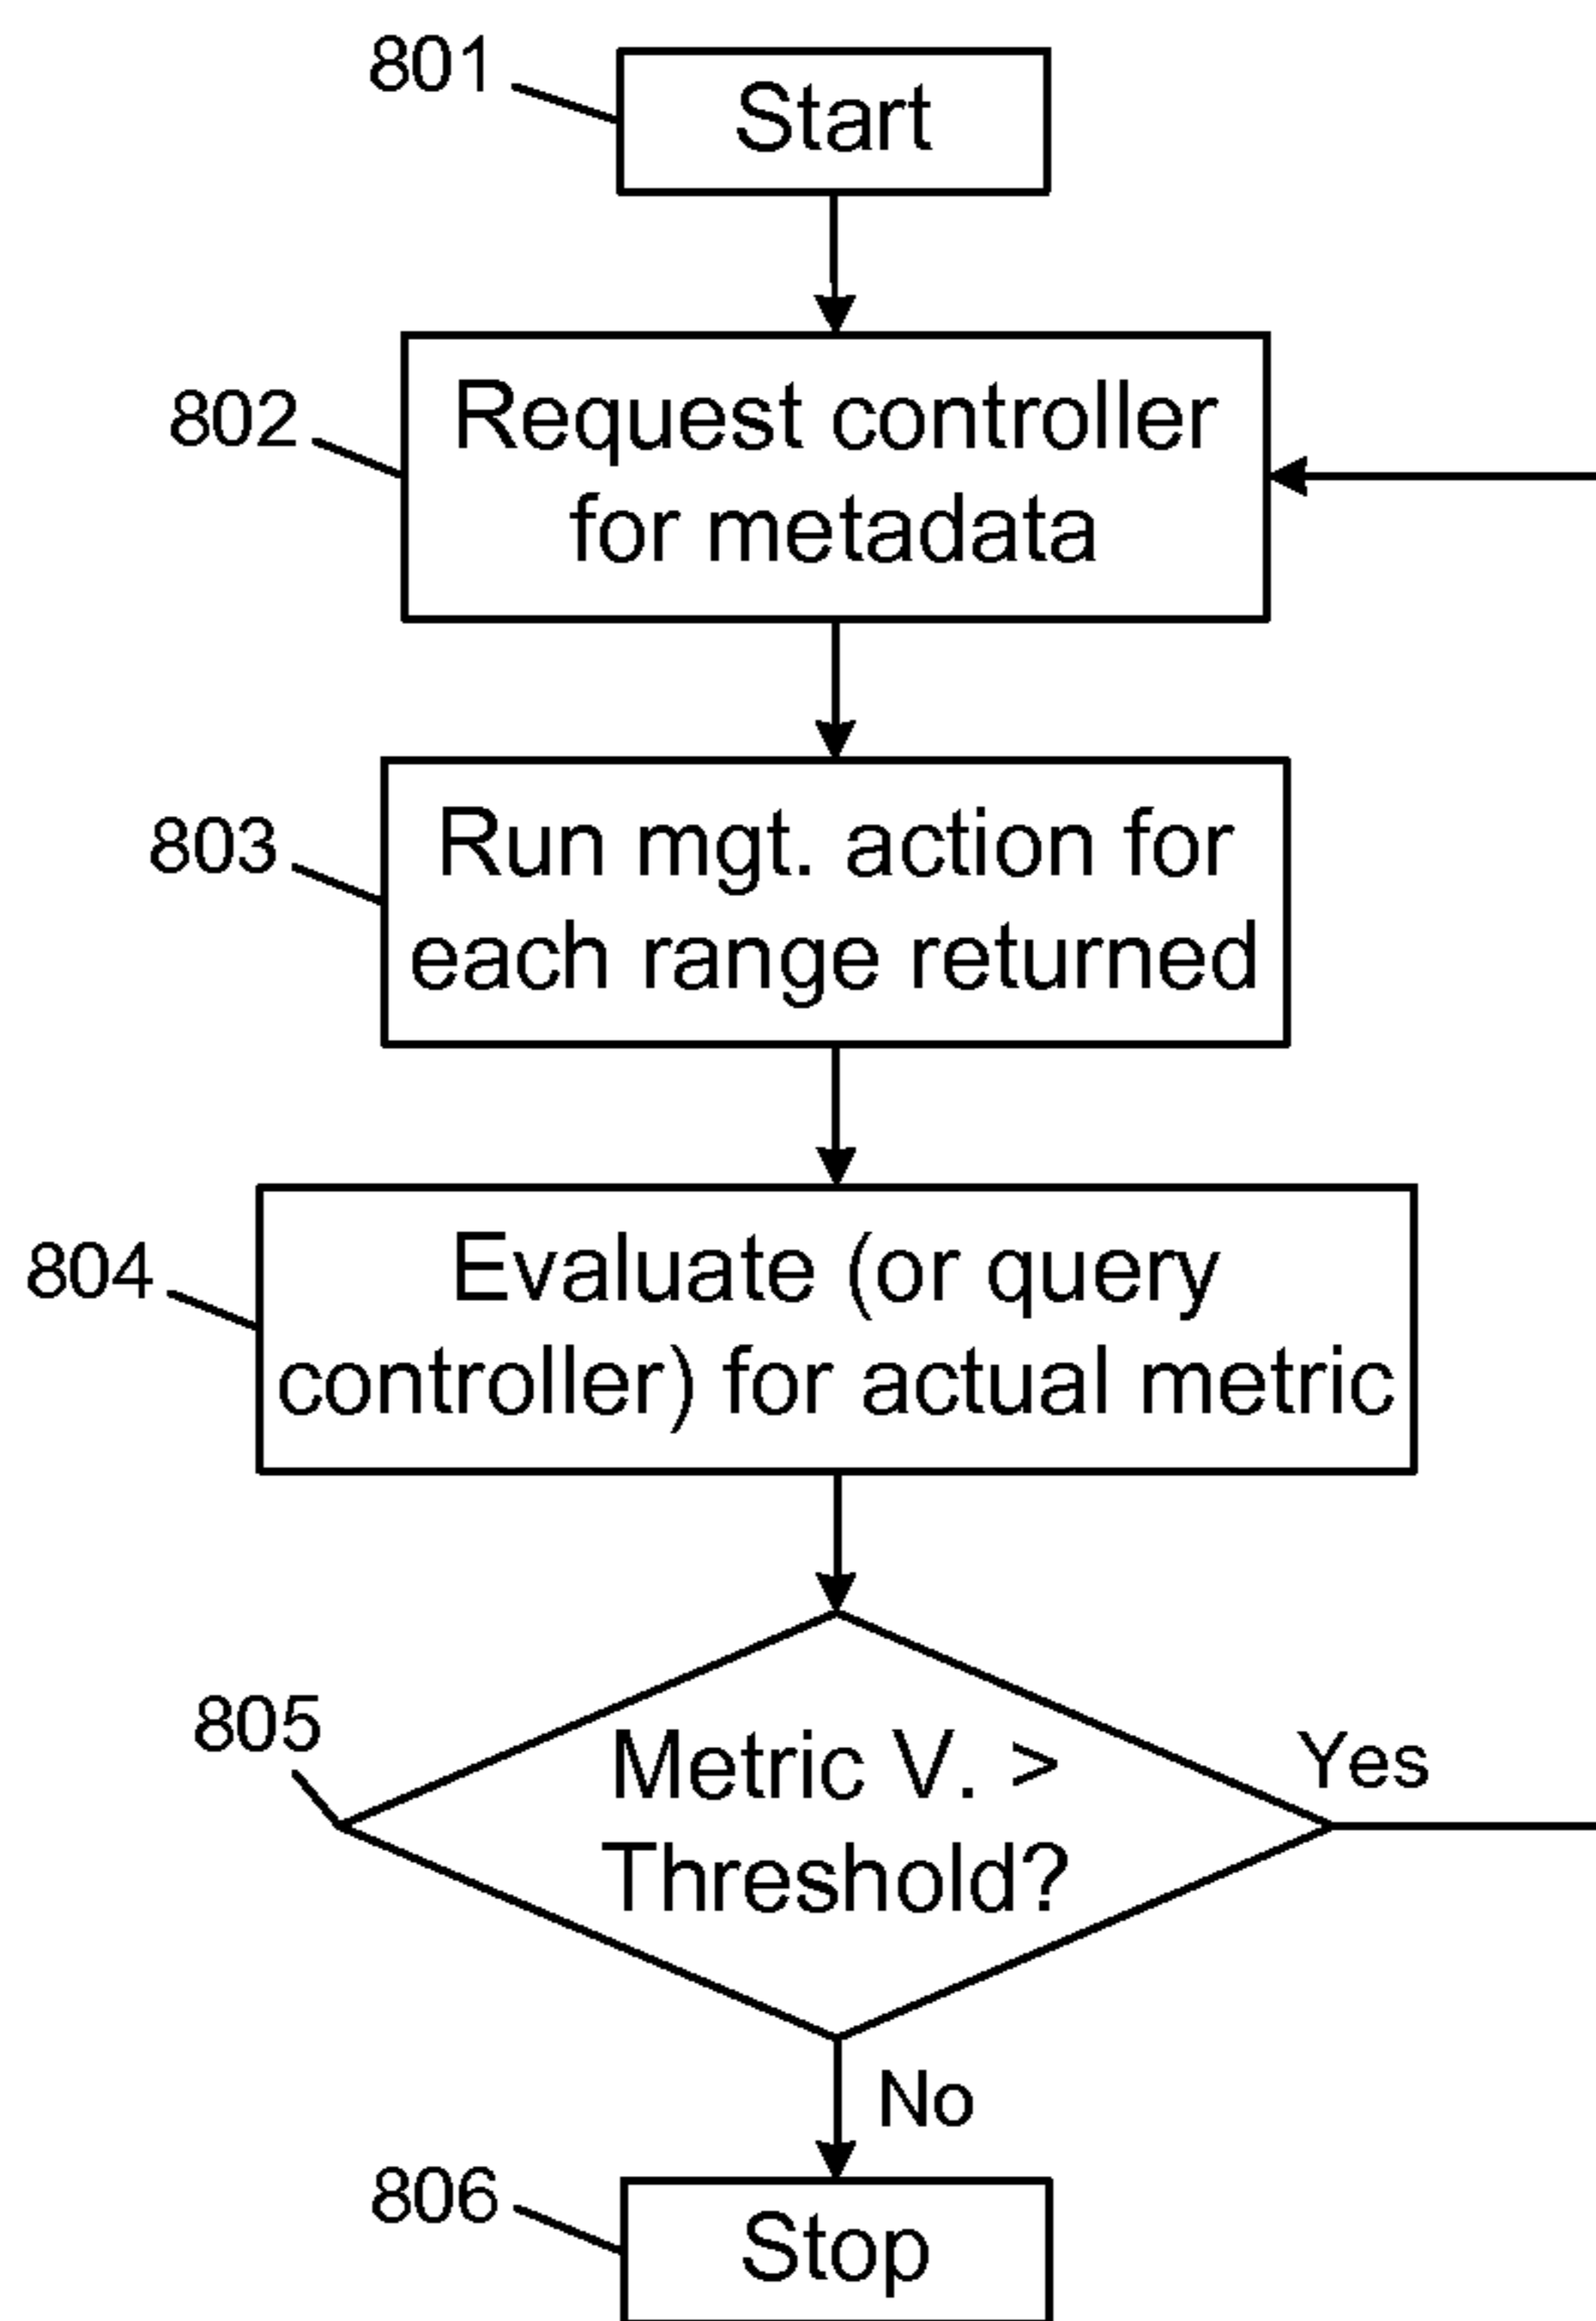 801
Start
802
Request controller
for metadata
803
Run mgt. action for
each range returned
804
Evaluate (or query
controller) for actual metric
805
Metric V. >
Threshold?
Yes
No
806
Stop